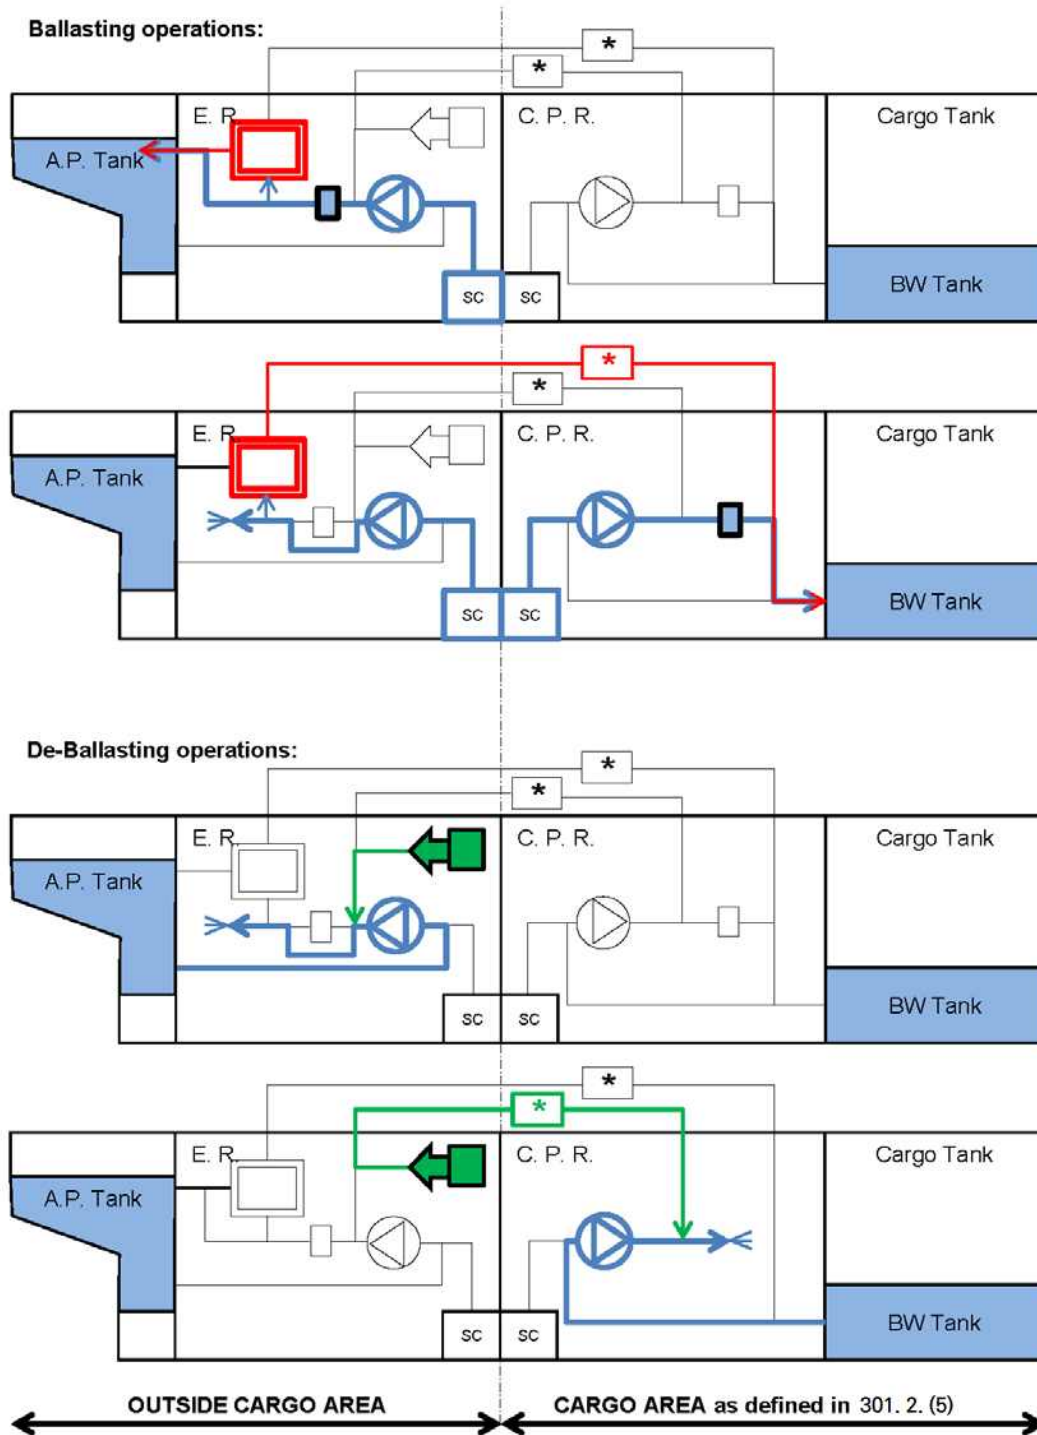 Ballasting operations:
*
*
E. R.
C. P. R.
Cargo Tank
A.P. Tank
BW Tank
SC
SC
*
*
E. R.
C. P. R.
Cargo Tank
A.P. Tank
BW Tank
SC
SC
De-Ballasting operations:
*
*
E. R.
C. P. R.
Cargo Tank
A.P. Tank
BW Tank
SC
SC
*
*
E. R.
C. P. R.
Cargo Tank
A.P. Tank
BW Tank
SC
SC
OUTSIDE CARGO AREA
CARGO AREA as defined in 301. 2. (5)